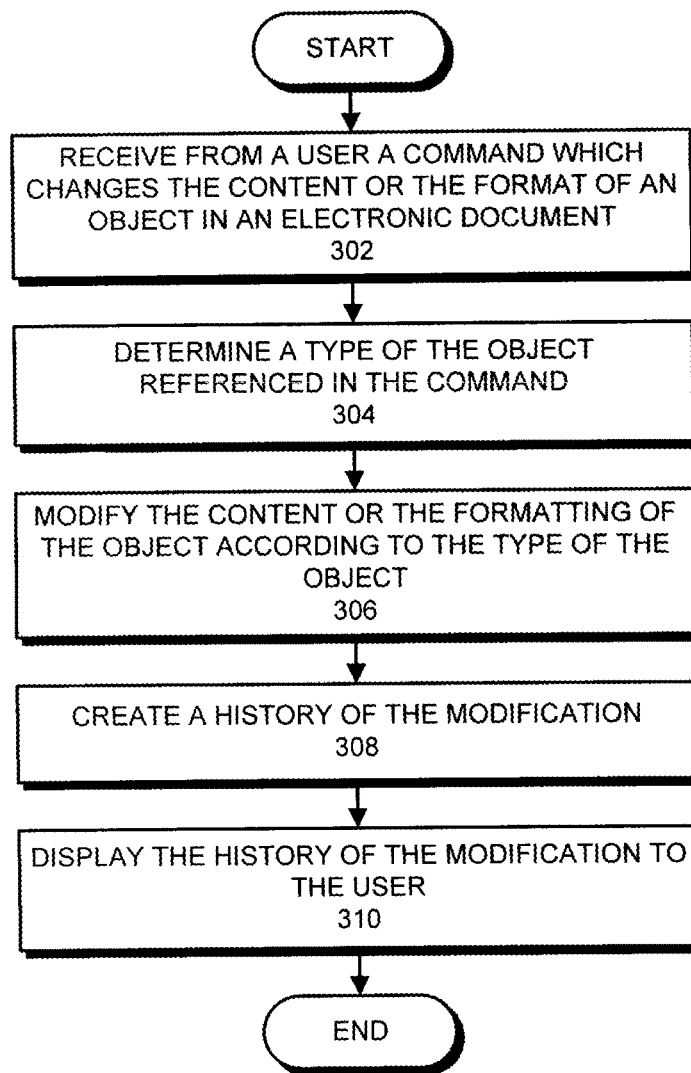 START
RECEIVE FROM A USER A COMMAND WHICH
CHANGES THE CONTENT OR THE FORMAT OF AN
OBJECT IN AN ELECTRONIC DOCUMENT
302
DETERMINE A TYPE OF THE OBJECT
REFERENCED IN THE COMMAND
304
MODIFY THE CONTENT OR THE FORMATTING OF
THE OBJECT ACCORDING TO THE TYPE OF THE
OBJECT
306
CREATE A HISTORY OF THE MODIFICATION
308
DISPLAY THE HISTORY OF THE MODIFICATION TO
THE USER
310
END